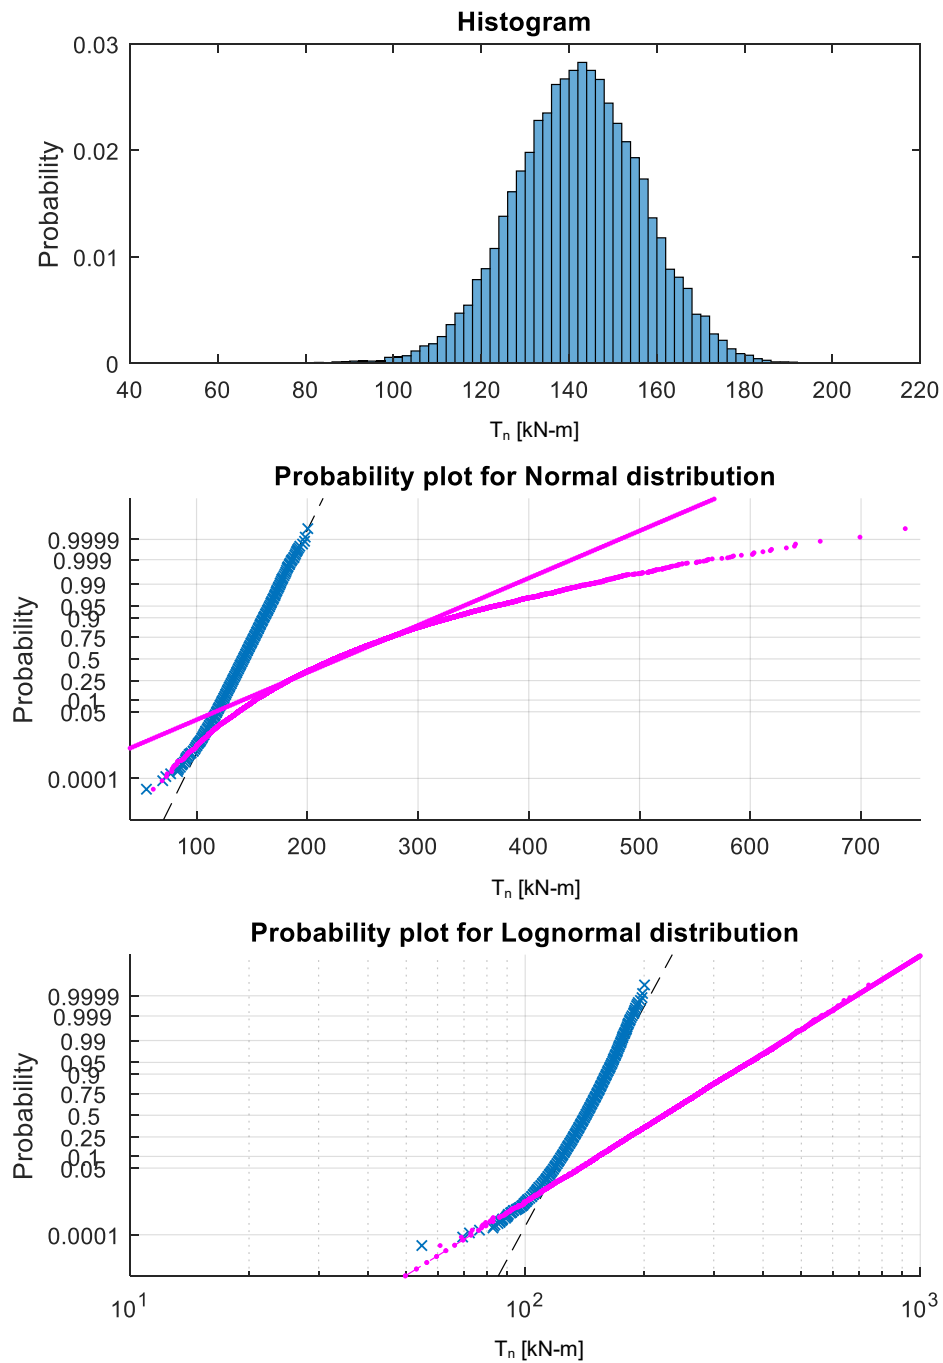 Histogram
0.03
0.02
0.01
0
Probability
40 60 80 100 120 140 160 180 200 220
Tₙ [kN-m]
Probability plot for Normal distribution
0.9999
0.999
0.99
0.95
0.9
0.75
0.5
0.25
0.1
0.05
0.0001
Probability
100 200 300 400 500 600 700
Tₙ [kN-m]
Probability plot for Lognormal distribution
0.9999
0.999
0.99
0.95
0.9
0.75
0.5
0.25
0.1
0.05
0.0001
Probability
10¹ 10² 10³
Tₙ [kN-m]